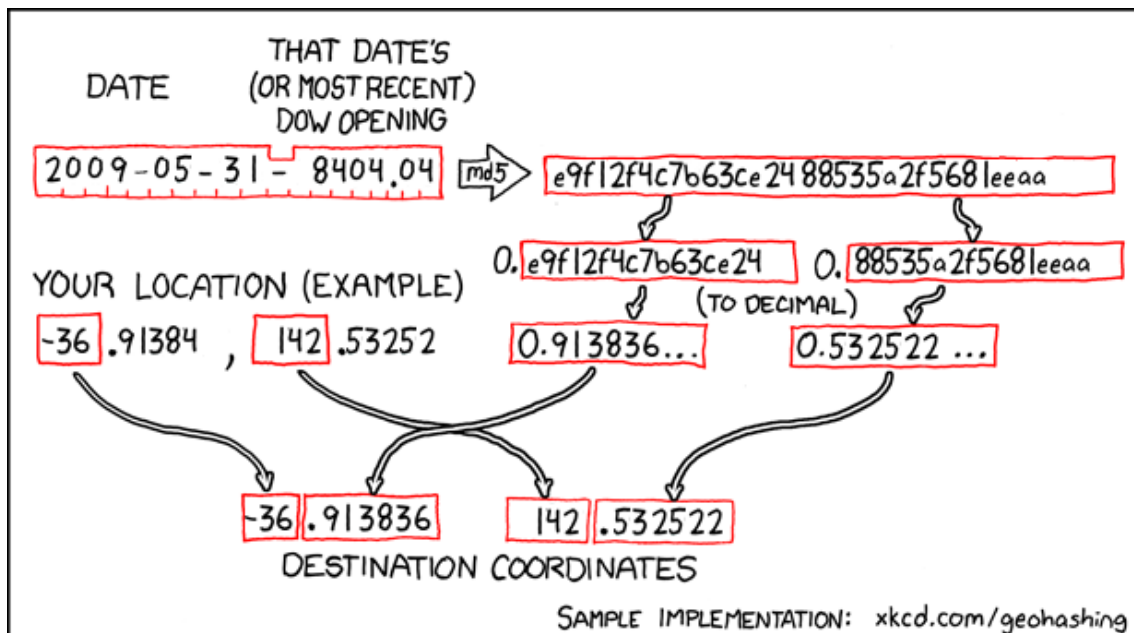 DATE
THAT DATE'S
(OR MOST RECENT)
DOW OPENING
2009-05-31-8404.04
md5
e9f12f4c7b63ce2488535a2f5681eeaa
0.e9f12f4c7b63ce24
0.88535a2f5681eeaa
YOUR LOCATION (EXAMPLE)
(TO DECIMAL)
-36.91384, 142.53252
0.913836...
0.532522...
-36.913836
142.532522
DESTINATION COORDINATES
SAMPLE IMPLEMENTATION: xkcd.com/geohashing